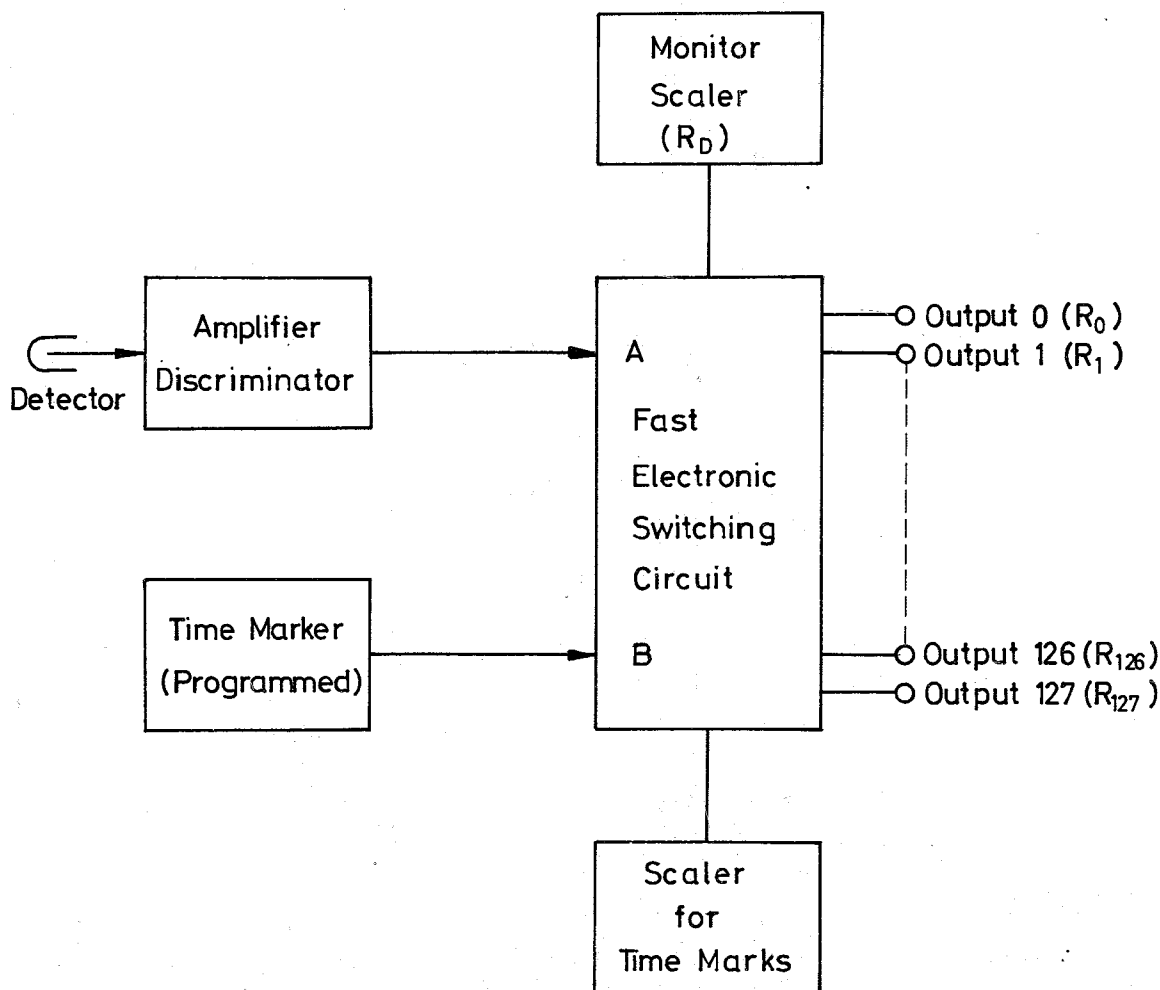 Monitor
Scaler
(R_D)
Amplifier
Discriminator
Detector
A
Fast
Electronic
Switching
Circuit
B
Output 0 (R_0)
Output 1 (R_1)
Output 126 (R_126)
Output 127 (R_127)
Time Marker
(Programmed)
Scaler
for
Time Marks